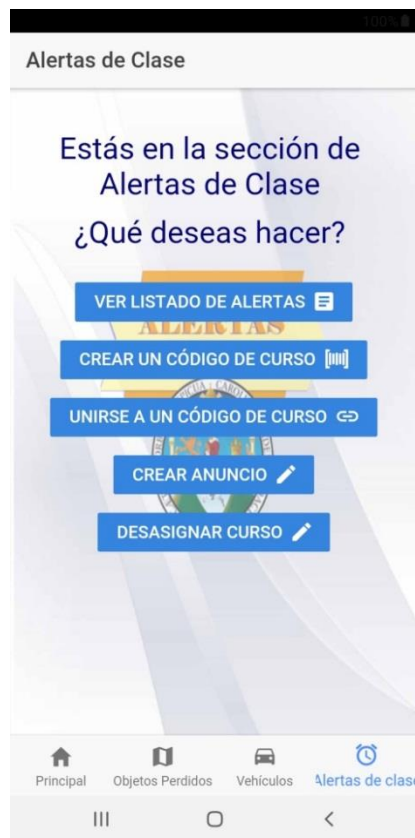 100%
Alertas de Clase
Estás en la sección de
Alertas de Clase
¿Qué deseas hacer?
VER LISTADO DE ALERTAS
ALERTAS
CREAR UN CÓDIGO DE CURSO
UNIRSE A UN CÓDIGO DE CURSO
CREAR ANUNCIO
DESASIGNAR CURSO
Principal
Objetos Perdidos
Vehículos
Alertas de clase